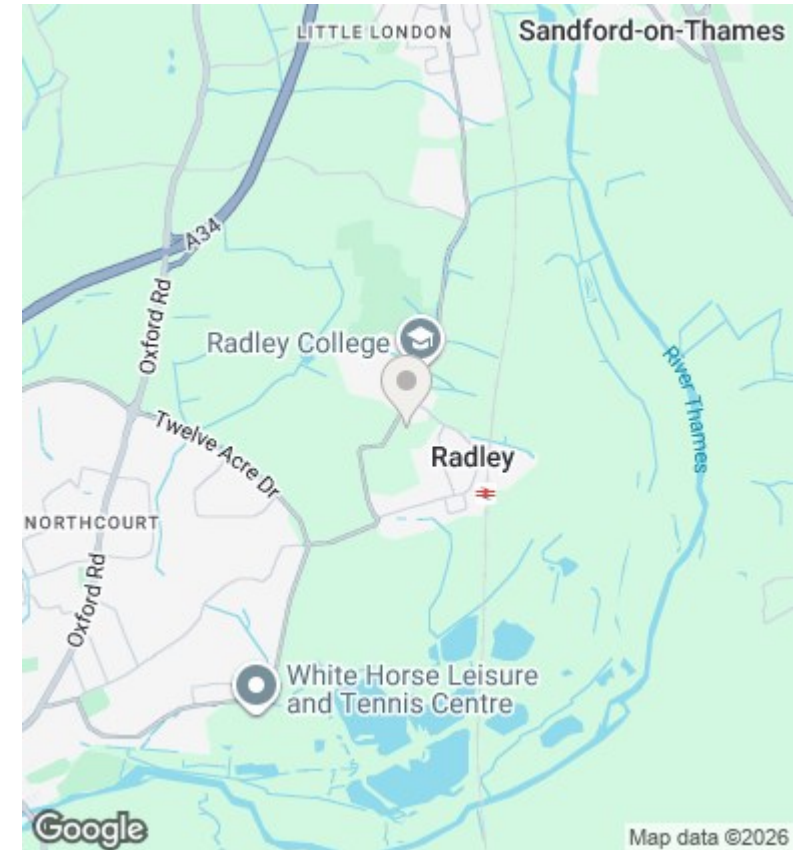 LITTLE LONDON
Sandford-on-Thames
A34
Oxford Rd
Radley College
River Thames
Twelve Acre Dr
Radley
NORTHCOURT
Oxford Rd
White Horse Leisure
and Tennis Centre
Google
Map data ©2026